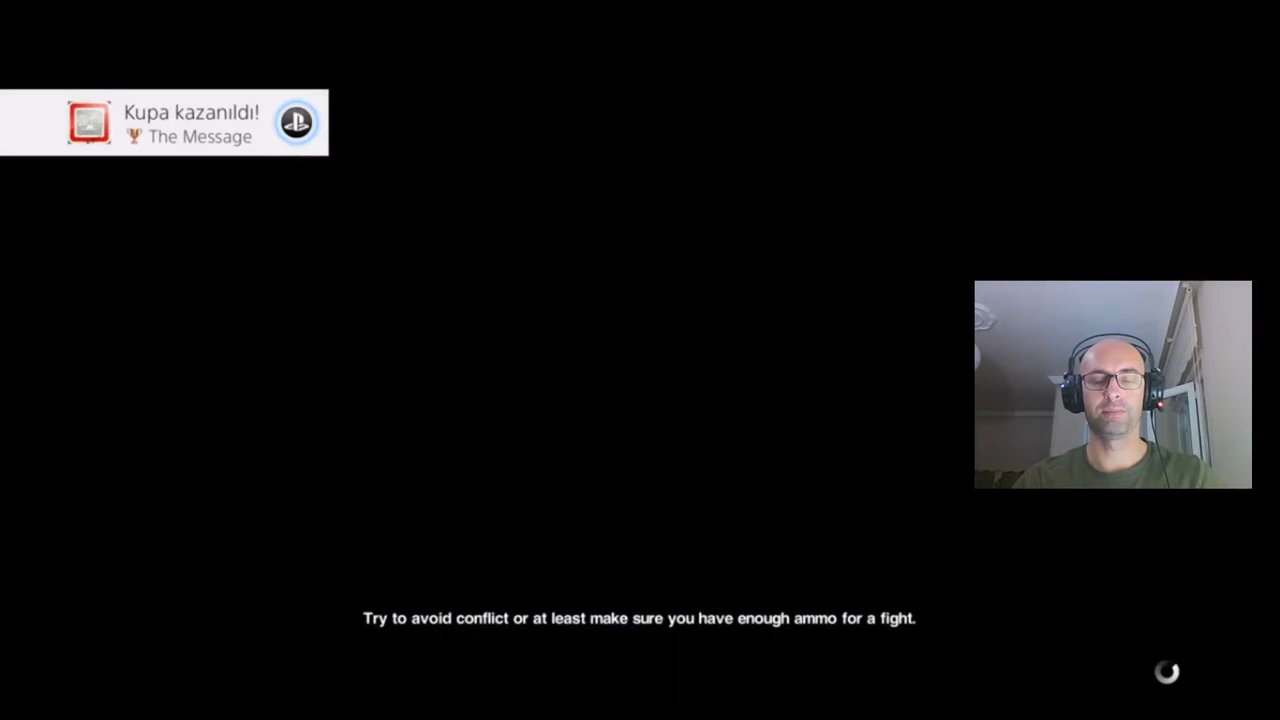 Kupa kazanıldı!
The Message
Try to avoid conflict or at least make sure you have enough ammo for a fight.